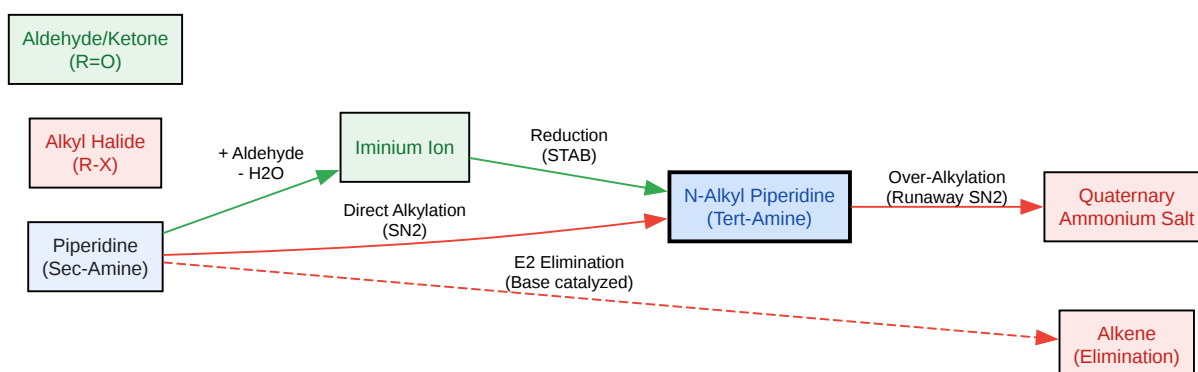 Aldehyde/Ketone
(R=O)
Alkyl Halide
(R-X)
+ Aldehyde
- H2O
Iminium Ion
Reduction
(STAB)
Piperidine
(Sec-Amine)
Direct Alkylation
(SN2)
N-Alkyl Piperidine
(Tert-Amine)
Over-Alkylation
(Runaway SN2)
Quaternary
Ammonium Salt
E2 Elimination
(Base catalyzed)
Alkene
(Elimination)